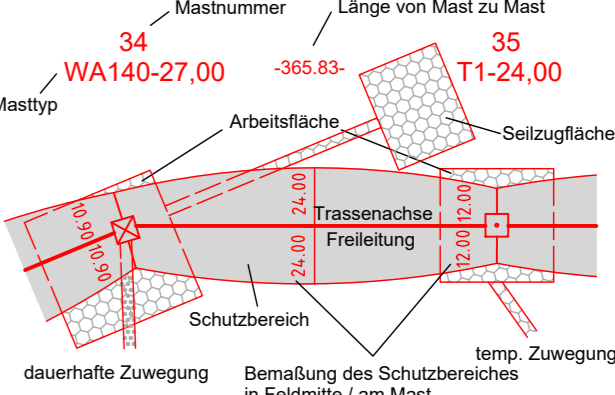 Mastnummer
Länge von Mast zu Mast
34
WA140-27,00
-365.83-
35
T1-24,00
Masttyp
Arbeitsfläche
Seilzugfläche
10.90
10.90
24.00
24.00
Trassenachse
Freileitung
12.00
12.00
Schutzbereich
dauerhafte Zuwegung
temp. Zuwegung
Bemaßung des Schutzbereiches
in Feldmitte / am Mast